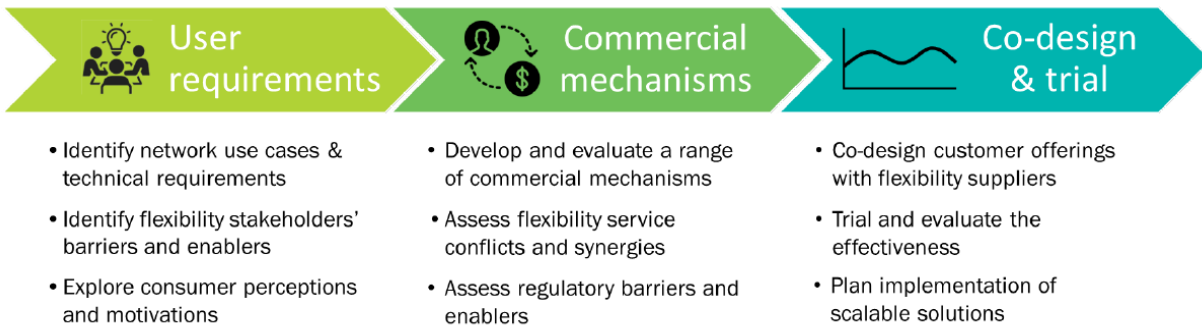 User
requirements
• Identify network use cases &
technical requirements
• Identify flexibility stakeholders’
barriers and enablers
• Explore consumer perceptions
and motivations
$
Commercial
mechanisms
• Develop and evaluate a range
of commercial mechanisms
• Assess flexibility service
conflicts and synergies
• Assess regulatory barriers and
enablers
Co-design
& trial
• Co-design customer offerings
with flexibility suppliers
• Trial and evaluate the
effectiveness
• Plan implementation of
scalable solutions